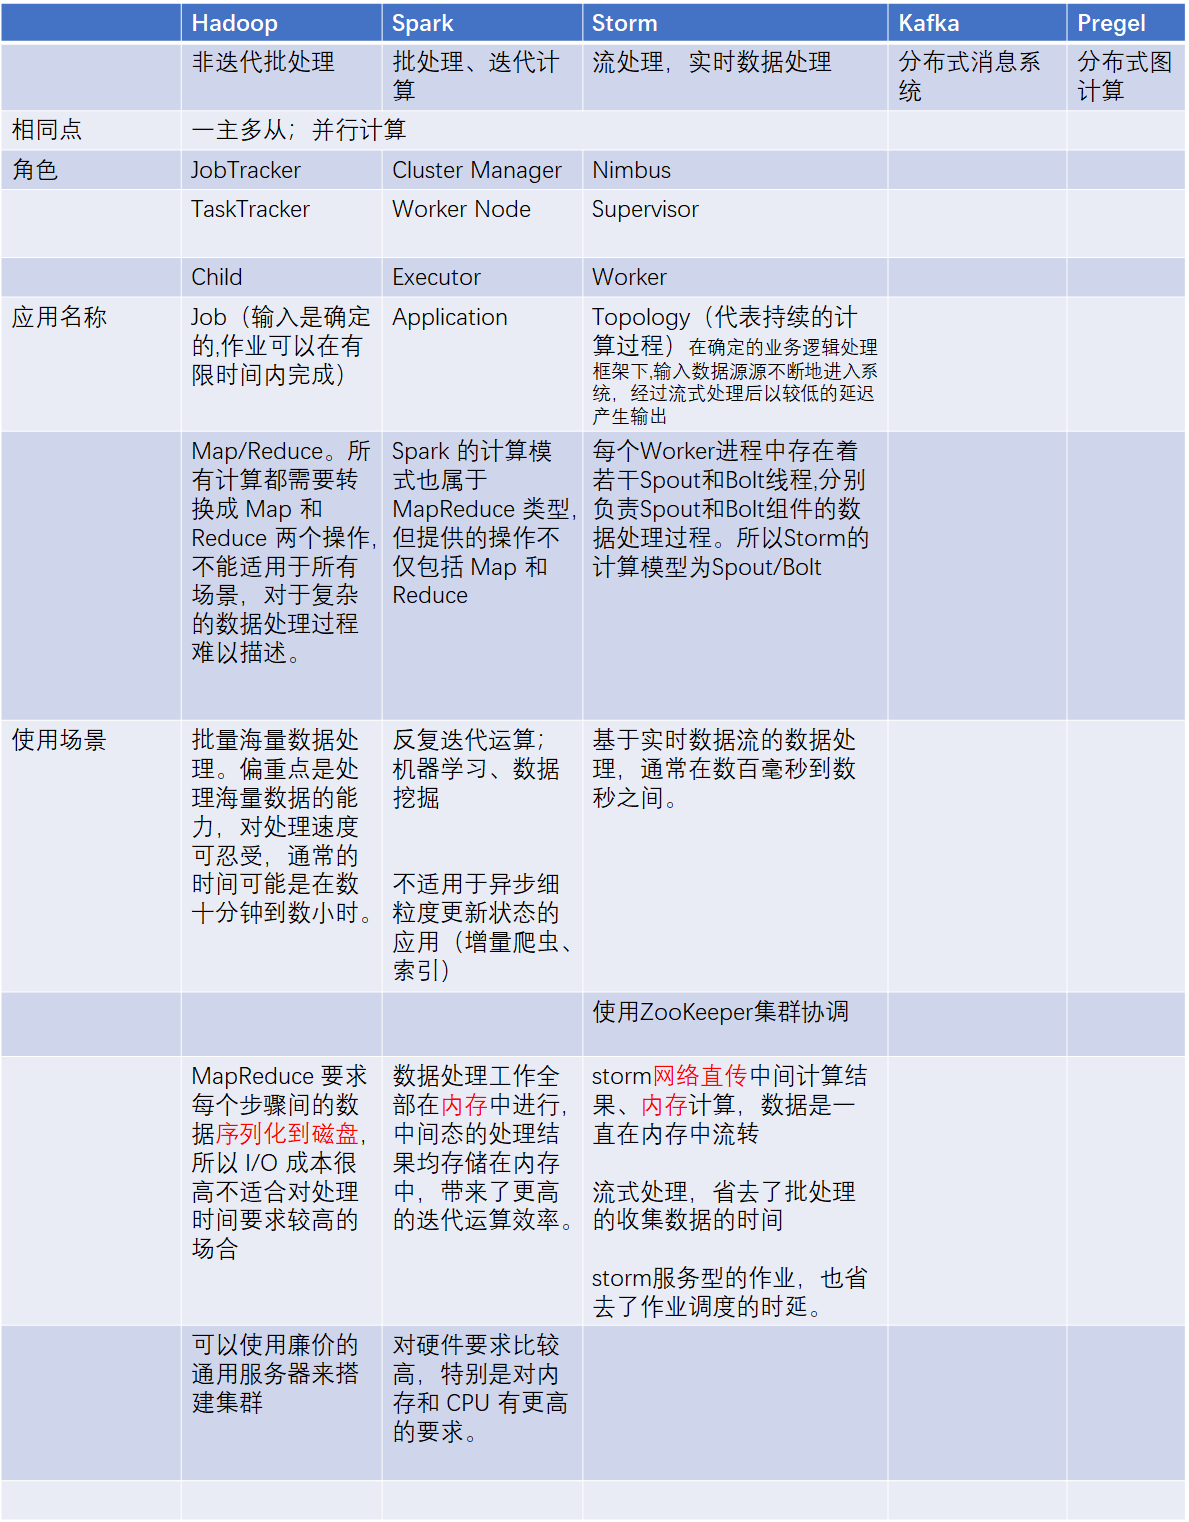 Hadoop
Spark
Storm
Kafka
Pregel
非迭代批处理
批处理、迭代计
算
流处理，实时数据处理
分布式消息系
统
分布式图
计算
相同点
一主多从；并行计算
角色
JobTracker
Cluster Manager
Nimbus
TaskTracker
Worker Node
Supervisor
Child
Executor
Worker
应用名称
Job（输入是确定
的,作业可以在有
限时间内完成）
Application
Topology（代表持续的计
算过程）在确定的业务逻辑处理
框架下,输入数据源源不断地进入系
统，经过流式处理后以较低的延迟
产生输出
Map/Reduce。所
有计算都需要转
换成 Map 和
Reduce 两个操作,
不能适用于所有
场景，对于复杂
的数据处理过程
难以描述。
Spark 的计算模
式也属于
MapReduce 类型,
但提供的操作不
仅包括 Map 和
Reduce
每个Worker进程中存在着
若干Spout和Bolt线程,分别
负责Spout和Bolt组件的数
据处理过程。所以Storm的
计算模型为Spout/Bolt
使用场景
批量海量数据处
理。偏重点是处
理海量数据的能
力，对处理速度
可忍受，通常的
时间可能是在数
十分钟到数小时。
反复迭代运算；
机器学习、数据
挖掘
不适用于异步细
粒度更新状态的
应用（增量爬虫、
索引）
基于实时数据流的数据处
理，通常在数百毫秒到数
秒之间。
使用ZooKeeper集群协调
MapReduce 要求
每个步骤间的数
据序列化到磁盘,
所以 I/O 成本很
高不适合对处理
时间要求较高的
场合
数据处理工作全
部在内存中进行,
中间态的处理结
果均存储在内存
中，带来了更高
的迭代运算效率。
storm网络直传中间计算结
果、内存计算，数据是一
直在内存中流转
流式处理，省去了批处理
的收集数据的时间
storm服务型的作业，也省
去了作业调度的时延。
可以使用廉价的
通用服务器来搭
建集群
对硬件要求比较
高，特别是对内
存和 CPU 有更高
的要求。